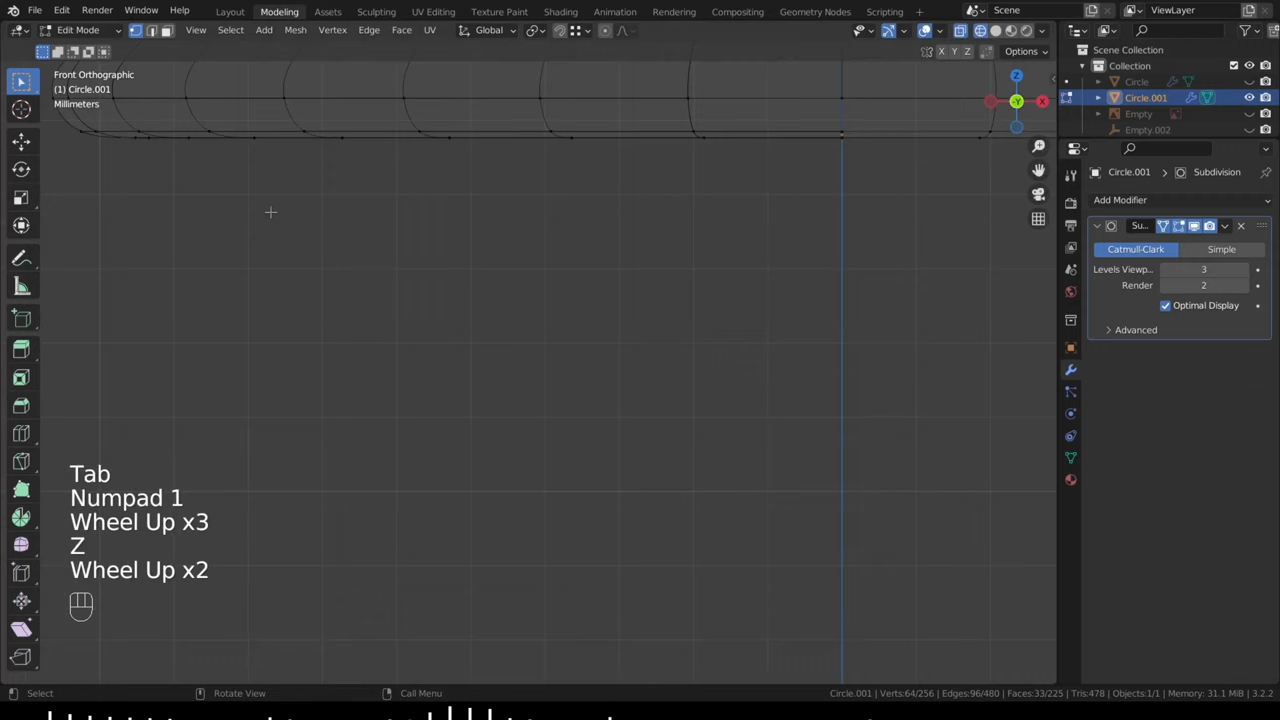 File Edit Render Window Help Layout Modeling Assets Sculpting UV Editing Texture Paint Shading Animation Rendering Compositing Geometry Nodes Scripting + Scene ViewLayer
Edit Mode View Select Add Mesh Vertex Edge Face UV Global
X Y Z Options
Front Orthographic
(1) Circle.001
Millimeters
Z
X
-Y
Scene Collection
Collection
Circle
Circle.001
Empty
Empty.002
Circle.001 > Subdivision
Add Modifier
Su...
Catmull-Clark Simple
Levels Viewp... 3
Render 2
Optimal Display
Advanced
Tab
Numpad 1
Wheel Up x3
Z
Wheel Up x2
Select Rotate View Call Menu Circle.001 | Verts:64/256 | Edges:96/480 | Faces:33/225 | Tris:478 | Objects:1/1 | Memory: 31.1 MiB | 3.2.2